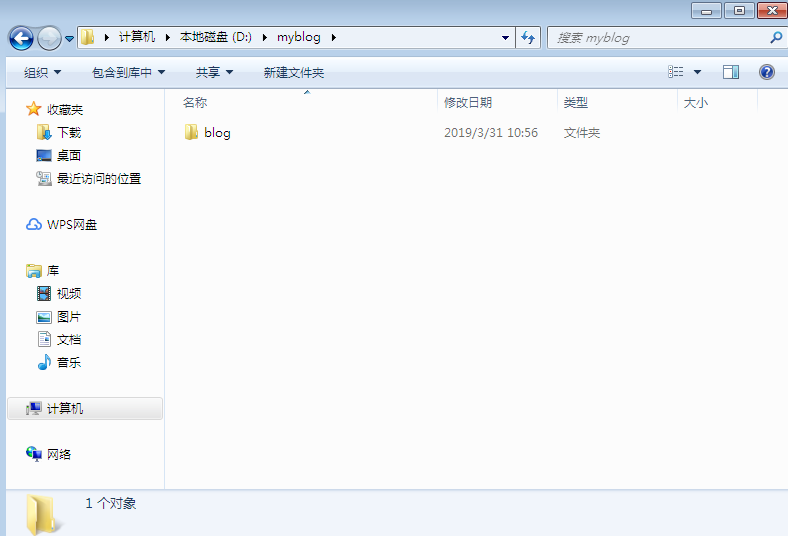 计算机 本地磁盘 (D:) myblog 搜索 myblog
组织 包含到库中 共享 新建文件夹
名称 修改日期 类型 大小
收藏夹
blog 2019/3/31 10:56 文件夹
下载
桌面
最近访问的位置
WPS网盘
库
视频
图片
文档
音乐
计算机
网络
1 个对象